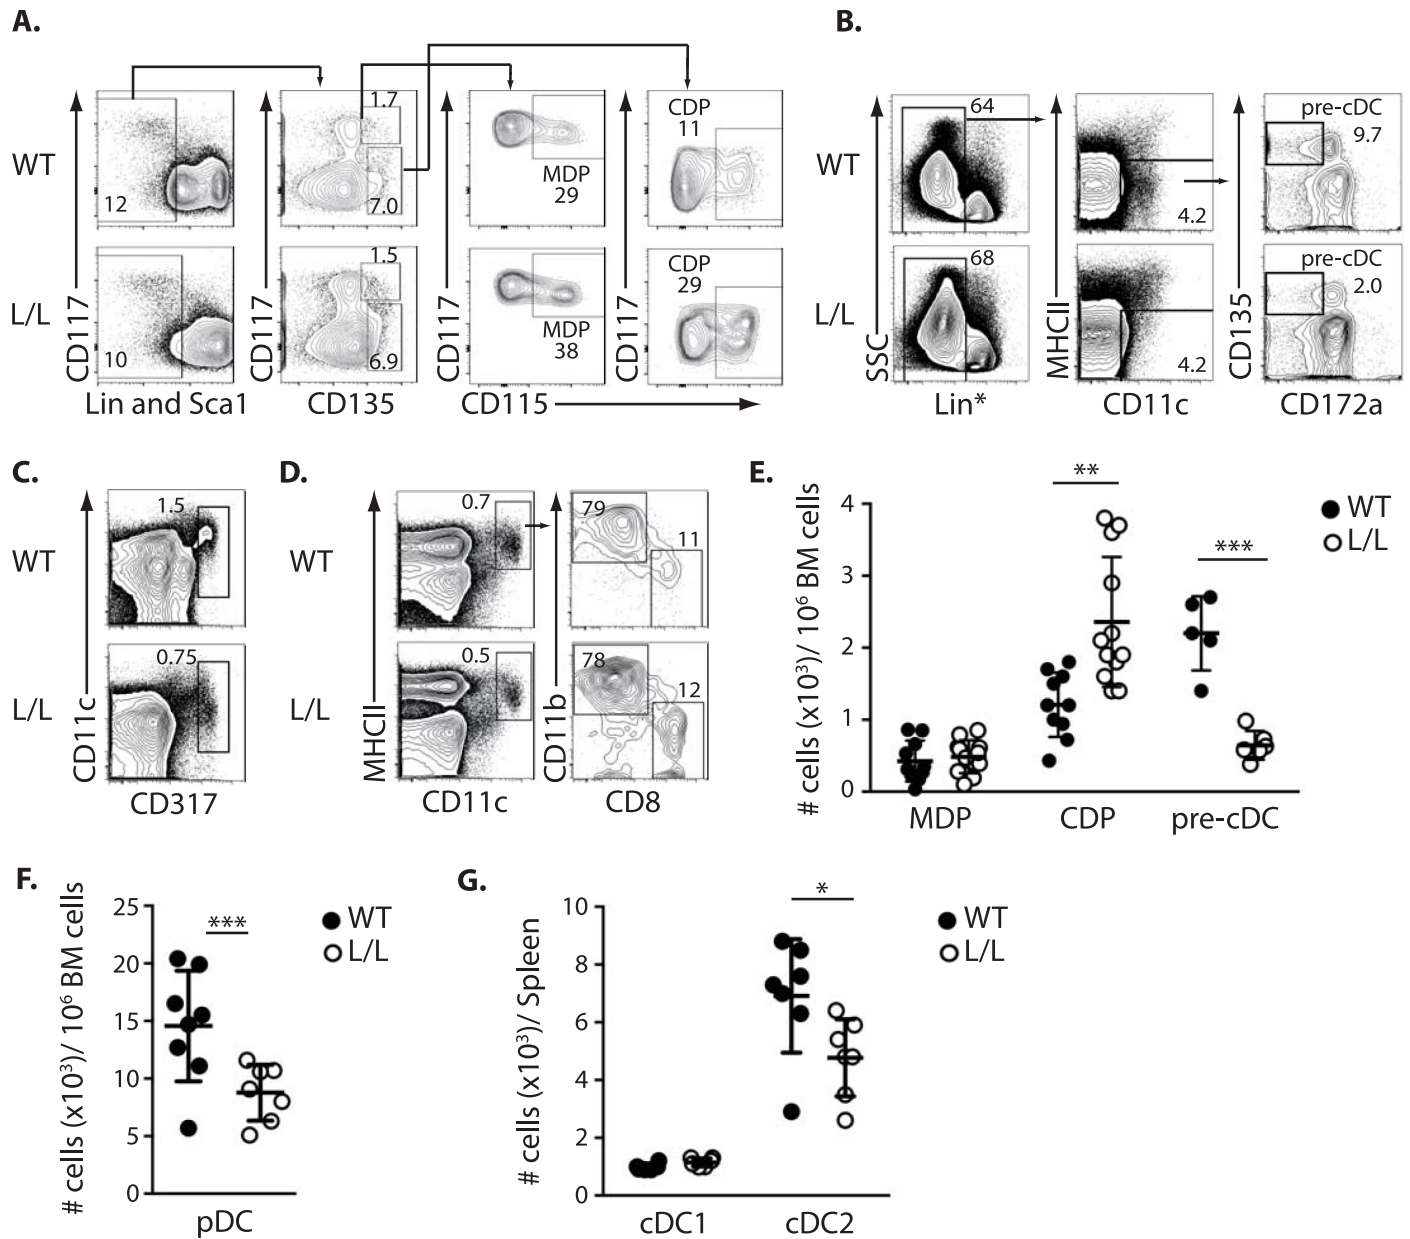 A.
CD117
CD117
CD117
CD117
WT
12
1.7
7.0
MDP
29
CDP
11
L/L
10
1.5
6.9
MDP
38
CDP
29
Lin and Sca1
CD135
CD115
B.
SSC
MHCII
CD135
WT
64
4.2
pre-cDC
9.7
L/L
68
4.2
pre-cDC
2.0
Lin*
CD11c
CD172a
C.
CD11c
WT
1.5
L/L
0.75
CD317
D.
MHCII
CD11b
WT
0.7
79
11
L/L
0.5
78
12
CD11c
CD8
E.
# cells (x10³)/ 10⁶ BM cells
4
3
2
1
0
**
***
WT
L/L
MDP
CDP
pre-cDC
F.
# cells (x10³)/ 10⁶ BM cells
25
20
15
10
5
0
***
WT
L/L
pDC
G.
# cells (x10³)/ Spleen
10
8
6
4
2
0
*
WT
L/L
cDC1
cDC2